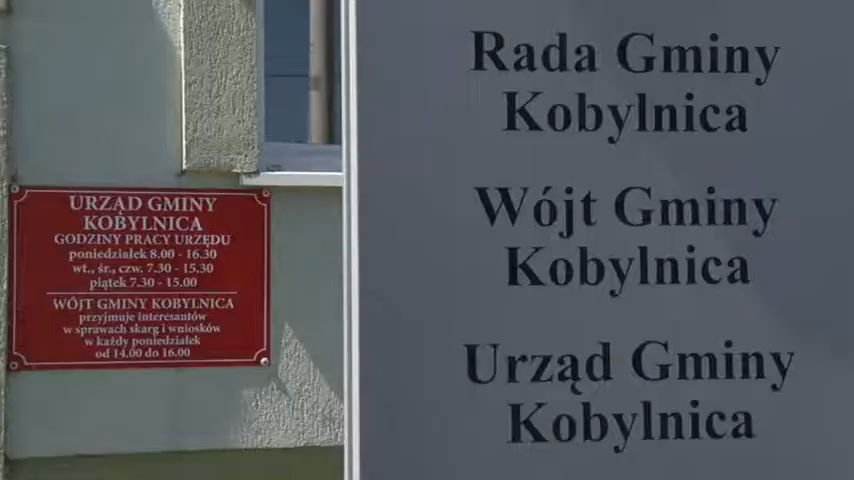 URZĄD GMINY
KOBYLNICA
GODZINY PRACY URZĘDU
poniedziałek 8.00 - 16.30
wt., śr., czw. 7.30 - 15.30
piątek 7.30 - 15.00
WÓJT GMINY KOBYLNICA
przyjmuje interesantów
w sprawach skarg i wniosków
w każdy poniedziałek
od 14.00 do 16.00
Rada Gminy
Kobylnica
Wójt Gminy
Kobylnica
Urząd Gminy
Kobylnica